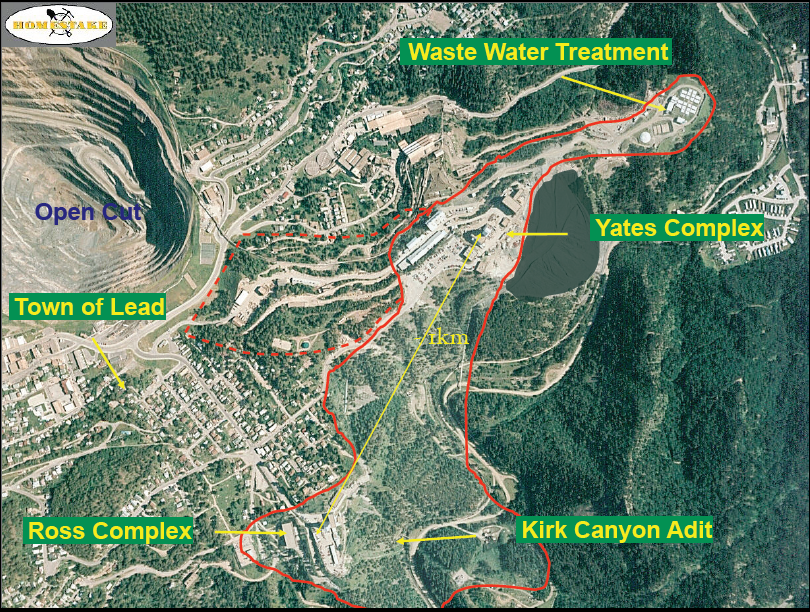 HOMESTAKE
Waste Water Treatment
Open Cut
Yates Complex
Town of Lead
~ 1km
Ross Complex
Kirk Canyon Adit